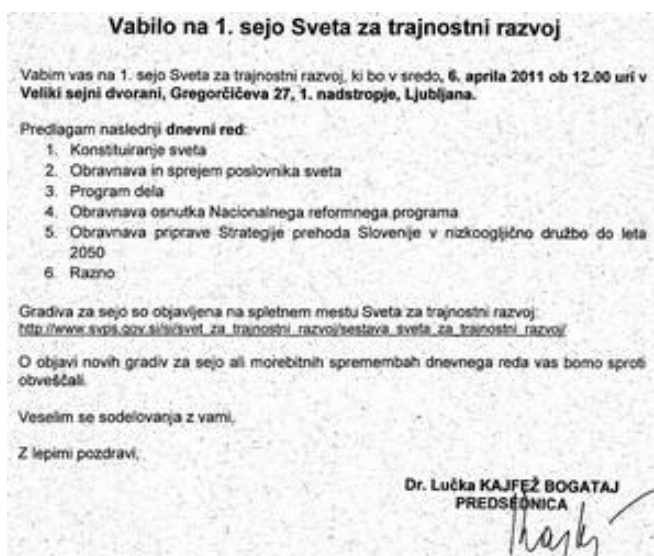 Vabilo na 1. sejo Sveta za trajnostni razvoj
Vabim vas na 1. sejo Sveta za trajnostni razvoj, ki bo v sredo, 6. aprila 2011 ob 12.00 uri v
Veliki sejni dvorani, Gregorčičeva 27, 1. nadstropje, Ljubljana.
Predlagam naslednji dnevni red:
1. Konstituiranje sveta
2. Obravnava in sprejem poslovnika sveta
3. Program dela
4. Obravnava osnutka Nacionalnega reformnega programa
5. Obravnava priprave Strategije prehoda Slovenije v nizkoogljično družbo do leta
2050
6. Razno
Gradiva za sejo so objavljena na spletnem mestu Sveta za trajnostni razvoj:
http://www.svps.gov.si/si/svet_za_trajnostni_razvoj/sestava_sveta_za_trajnostni_razvoj/
O objavi novih gradiv za sejo ali morebitnih spremembah dnevnega reda vas bomo sproti
obveščali.
Veselim se sodelovanja z vami,
Z lepimi pozdravi,
Dr. Lučka KAJFEŽ BOGATAJ
PREDSEDNICA